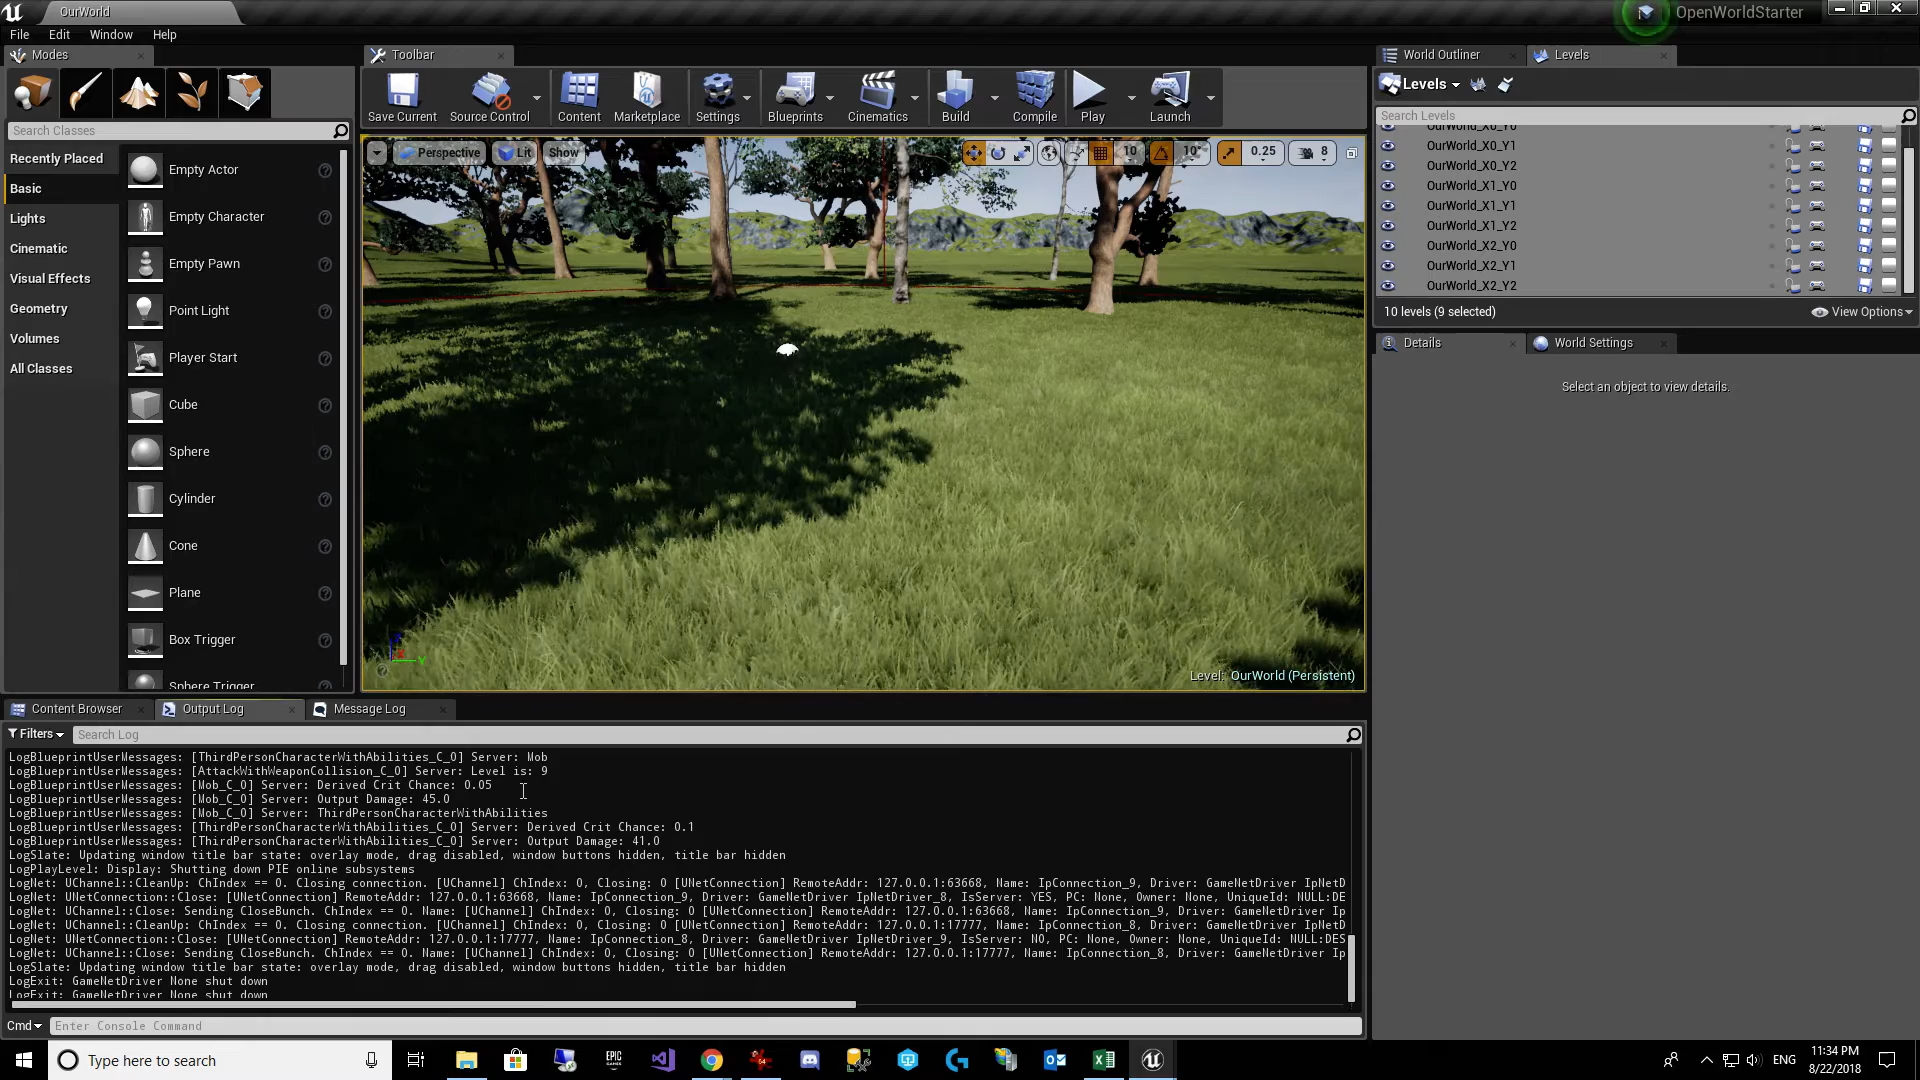 OurWorld
OpenWorldStarter
File Edit Window Help
Modes
Toolbar
World Outliner
Levels
Save Current
Source Control
Content
Marketplace
Settings
Blueprints
Cinematics
Build
Compile
Play
Launch
Levels
Search Classes
Search Levels
Recently Placed
Basic
Lights
Cinematic
Visual Effects
Geometry
Volumes
All Classes
Empty Actor
Empty Character
Empty Pawn
Point Light
Player Start
Cube
Sphere
Cylinder
Cone
Plane
Box Trigger
Sphere Trigger
Perspective Lit Show
10 10° 0.25 8
OurWorld_X0_Y0
OurWorld_X0_Y1
OurWorld_X0_Y2
OurWorld_X1_Y0
OurWorld_X1_Y1
OurWorld_X1_Y2
OurWorld_X2_Y0
OurWorld_X2_Y1
OurWorld_X2_Y2
10 levels (9 selected)
View Options
Details
World Settings
Select an object to view details.
Y
Level: OurWorld (Persistent)
Content Browser
Output Log
Message Log
Filters
Search Log
LogBlueprintUserMessages: [ThirdPersonCharacterWithAbilities_C_0] Server: Mob
LogBlueprintUserMessages: [AttackWithWeaponCollision_C_0] Server: Level is: 9
LogBlueprintUserMessages: [Mob_C_0] Server: Derived Crit Chance: 0.05
LogBlueprintUserMessages: [Mob_C_0] Server: Output Damage: 45.0
LogBlueprintUserMessages: [Mob_C_0] Server: ThirdPersonCharacterWithAbilities
LogBlueprintUserMessages: [ThirdPersonCharacterWithAbilities_C_0] Server: Derived Crit Chance: 0.1
LogBlueprintUserMessages: [ThirdPersonCharacterWithAbilities_C_0] Server: Output Damage: 41.0
LogSlate: Updating window title bar state: overlay mode, drag disabled, window buttons hidden, title bar hidden
LogPlayLevel: Display: Shutting down PIE online subsystems
LogNet: UChannel::CleanUp: ChIndex == 0. Closing connection. [UChannel] ChIndex: 0, Closing: 0 [UNetConnection] RemoteAddr: 127.0.0.1:63668, Name: IpConnection_9, Driver: GameNetDriver IpNetD
LogNet: UNetConnection::Close: [UNetConnection] RemoteAddr: 127.0.0.1:63668, Name: IpConnection_9, Driver: GameNetDriver IpNetDriver_8, IsServer: YES, PC: None, Owner: None, UniqueId: NULL:DE
LogNet: UChannel::Close: Sending CloseBunch. ChIndex == 0. Name: [UChannel] ChIndex: 0, Closing: 0 [UNetConnection] RemoteAddr: 127.0.0.1:63668, Name: IpConnection_9, Driver: GameNetDriver Ip
LogNet: UChannel::CleanUp: ChIndex == 0. Closing connection. [UChannel] ChIndex: 0, Closing: 0 [UNetConnection] RemoteAddr: 127.0.0.1:17777, Name: IpConnection_8, Driver: GameNetDriver IpNetD
LogNet: UNetConnection::Close: [UNetConnection] RemoteAddr: 127.0.0.1:17777, Name: IpConnection_8, Driver: GameNetDriver IpNetDriver_9, IsServer: NO, PC: None, Owner: None, UniqueId: NULL:DES
LogNet: UChannel::Close: Sending CloseBunch. ChIndex == 0. Name: [UChannel] ChIndex: 0, Closing: 0 [UNetConnection] RemoteAddr: 127.0.0.1:17777, Name: IpConnection_8, Driver: GameNetDriver Ip
LogSlate: Updating window title bar state: overlay mode, drag disabled, window buttons hidden, title bar hidden
LogExit: GameNetDriver None shut down
LogExit: GameNetDriver None shut down
Cmd
Enter Console Command
Type here to search
EPIC
ENG
11:34 PM
8/22/2018